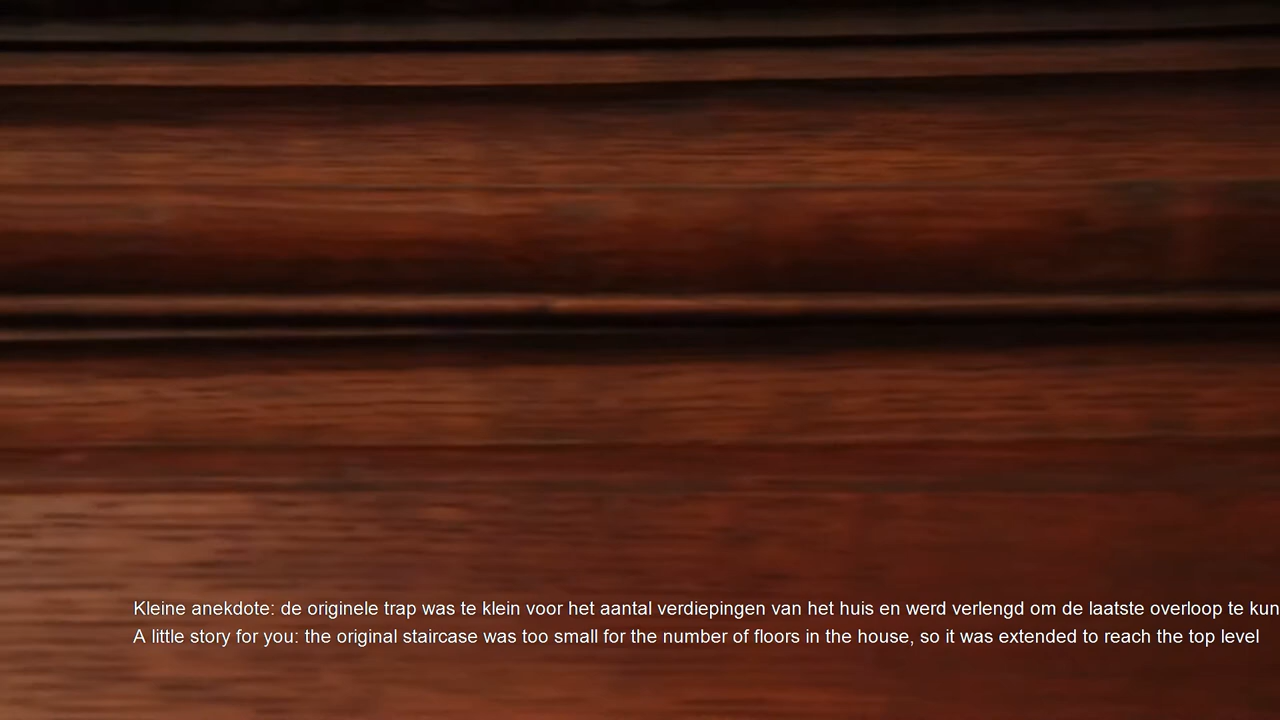 Kleine anekdote: de originele trap was te klein voor het aantal verdiepingen van het huis en werd verlengd om de laatste overloop te kun
A little story for you: the original staircase was too small for the number of floors in the house, so it was extended to reach the top level